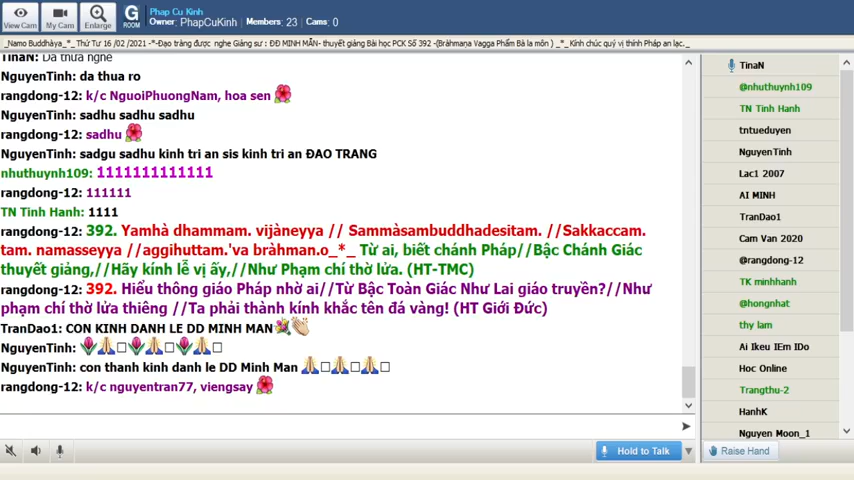 View Cam
My Cam
Enlarge
G
ROOM
Phap Cu Kinh
Owner: PhapCuKinh Members: 23 Cams: 0
_Namo Buddhàya_*_ Thứ Tư 16 /02 /2021 -*-Đạo tràng được nghe Giảng sư : ĐĐ MINH MẪN- thuyết giảng Bài học PCK Số 392 -(Bràhmaṇa Vagga Phẩm Bà la môn ) _*_ Kính chúc quý vị thính Pháp an lạc._
TinaN: Da thua nghe
NguyenTinh: da thua ro
rangdong-12: k/c NguoiPhuongNam, hoa sen
NguyenTinh: sadhu sadhu sadhu
rangdong-12: sadhu
NguyenTinh: sadgu sadhu kinh tri an sis kinh tri an ĐAO TRANG
nhuthuynh109: 1111111111111
rangdong-12: 111111
TN Tinh Hanh: 1111
rangdong-12: 392. Yamhà dhammam. vijàneyya // Sammàsambuddhadesitam. //Sakkaccam.
tam. namasseyya //aggihuttam.'va bràhman.o_*_ Từ ai, biết chánh Pháp//Bậc Chánh Giác
thuyết giảng,//Hãy kính lễ vị ấy,//Như Phạm chí thờ lửa. (HT-TMC)
rangdong-12: 392. Hiểu thông giáo Pháp nhờ ai//Từ Bậc Toàn Giác Như Lai giáo truyền?//Như
phạm chí thờ lửa thiêng //Ta phải thành kính khắc tên đá vàng! (HT Giới Đức)
TranDao1: CON KINH DANH LE DD MINH MAN
NguyenTinh:
NguyenTinh: con thanh kinh danh le DD Minh Man
rangdong-12: k/c nguyentran77, viengsay
Hold to Talk
Raise Hand
TinaN
@nhuthuynh109
TN Tinh Hanh
tntueduyen
NguyenTinh
Lac1 2007
AI MINH
TranDao1
Cam Van 2020
@rangdong-12
TK minhhanh
@hongnhat
thy lam
Ai Ikeu IEm IDo
Hoc Online
Trangthu-2
HanhK
Nguyen Moon_1